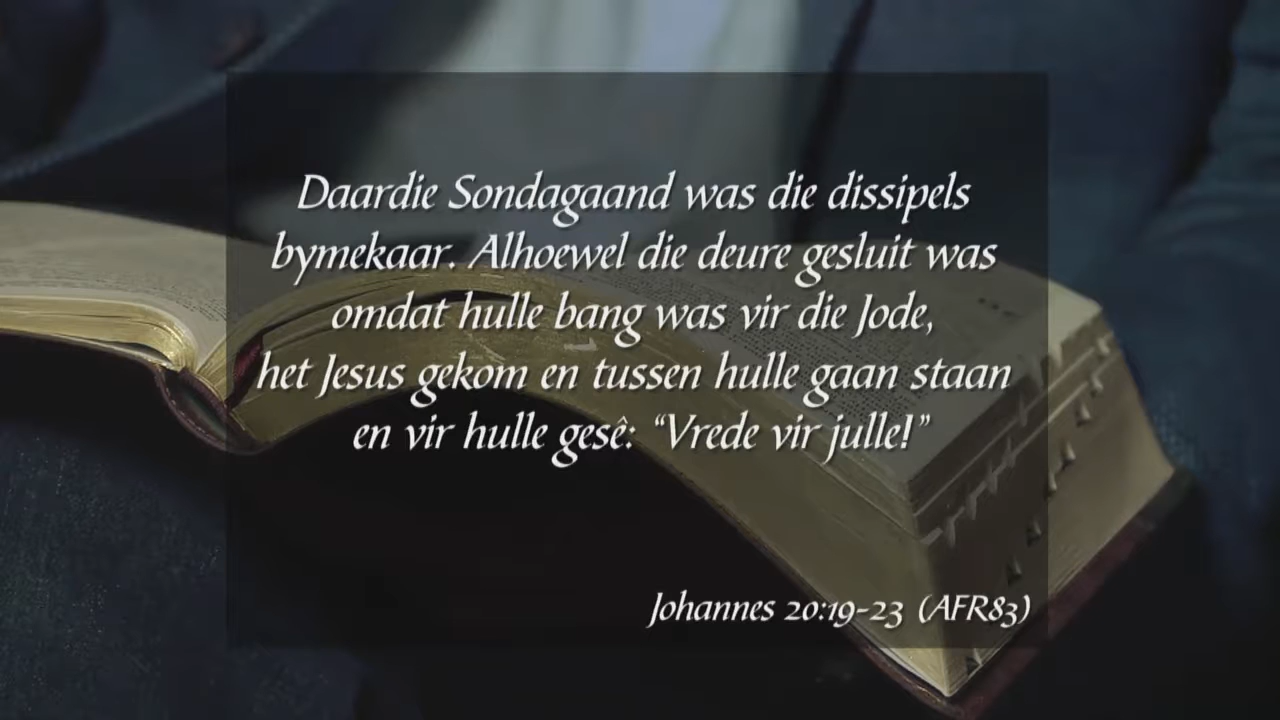 Daardie Sondagaand was die dissipels
bymekaar. Alhoewel die deure gesluit was
omdat hulle bang was vir die Jode,
het Jesus gekom en tussen hulle gaan staan
en vir hulle gesê: “Vrede vir julle!”
Johannes 20:19-23 (AFR83)